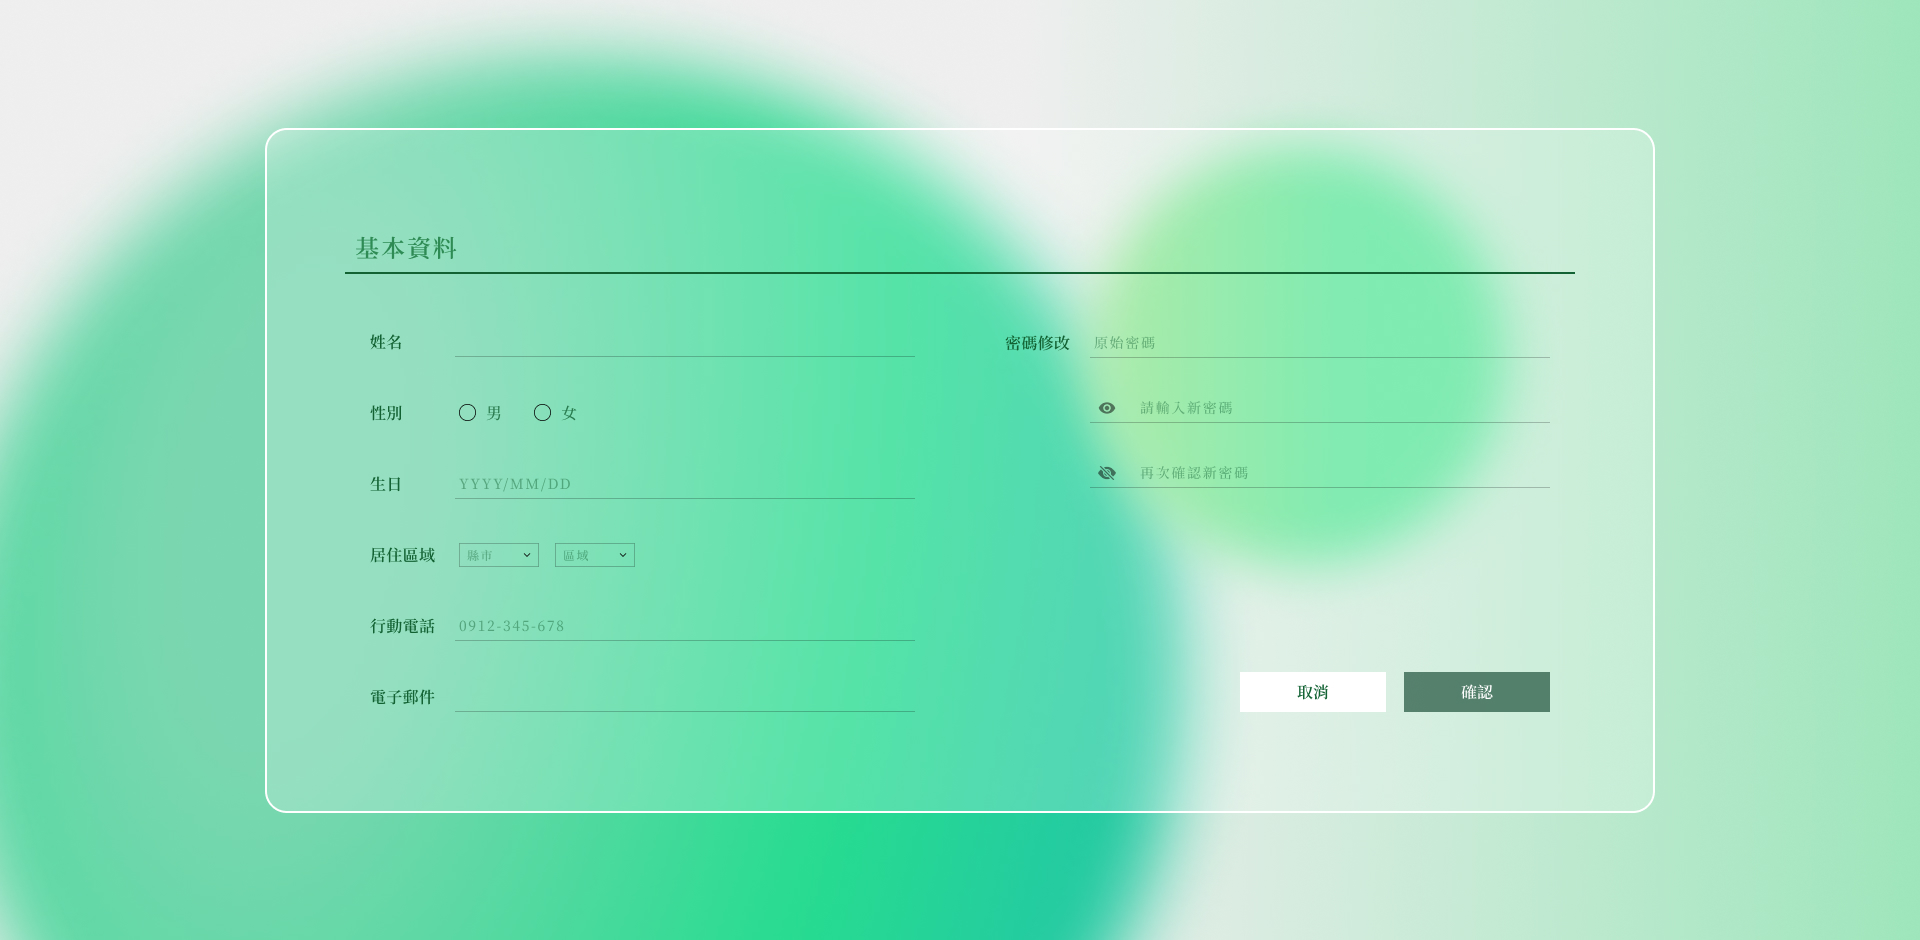 基本資料
姓名
性別 男 女
生日 YYYY/MM/DD
居住區域 縣市 區域
行動電話 0912-345-678
電子郵件
密碼修改 原始密碼
請輸入新密碼
再次確認新密碼
取消 確認